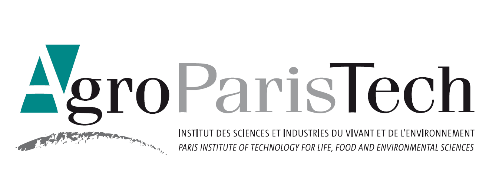 AgroParisTech
INSTITUT DES SCIENCES ET INDUSTRIES DU VIVANT ET DE L'ENVIRONNEMENT
PARIS INSTITUTE OF TECHNOLOGY FOR LIFE, FOOD AND ENVIRONMENTAL SCIENCES